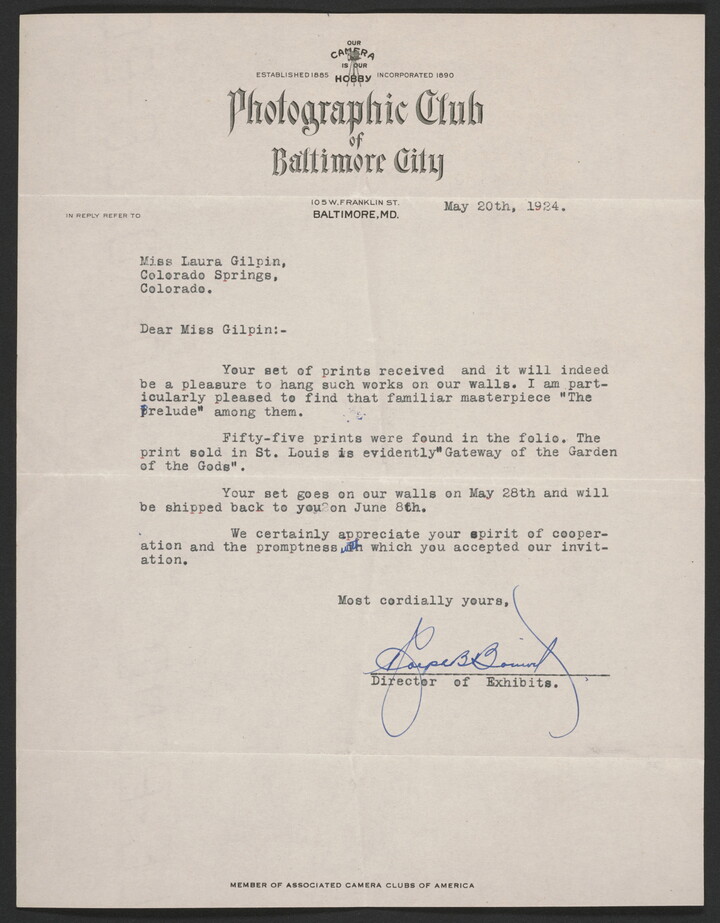 OUR
CAMERA
IS OUR
HOBBY
ESTABLISHED 1885 INCORPORATED 1890
Photographic Club
of
Baltimore City
105 W. FRANKLIN ST.
BALTIMORE, MD.
May 20th, 1924.
IN REPLY REFER TO
Miss Laura Gilpin,
Colorado Springs,
Colorado.
Dear Miss Gilpin:-
Your set of prints received and it will indeed
be a pleasure to hang such works on our walls. I am part-
icularly pleased to find that familiar masterpiece "The
Prelude" among them.
Fifty-five prints were found in the folio. The
print sold in St. Louis is evidently "Gateway of the Garden
of the Gods".
Your set goes on our walls on May 28th and will
be shipped back to you on June 8th.
We certainly appreciate your spirit of cooper-
ation and the promptness with which you accepted our invit-
ation.
Most cordially yours,
Director of Exhibits.
MEMBER OF ASSOCIATED CAMERA CLUBS OF AMERICA